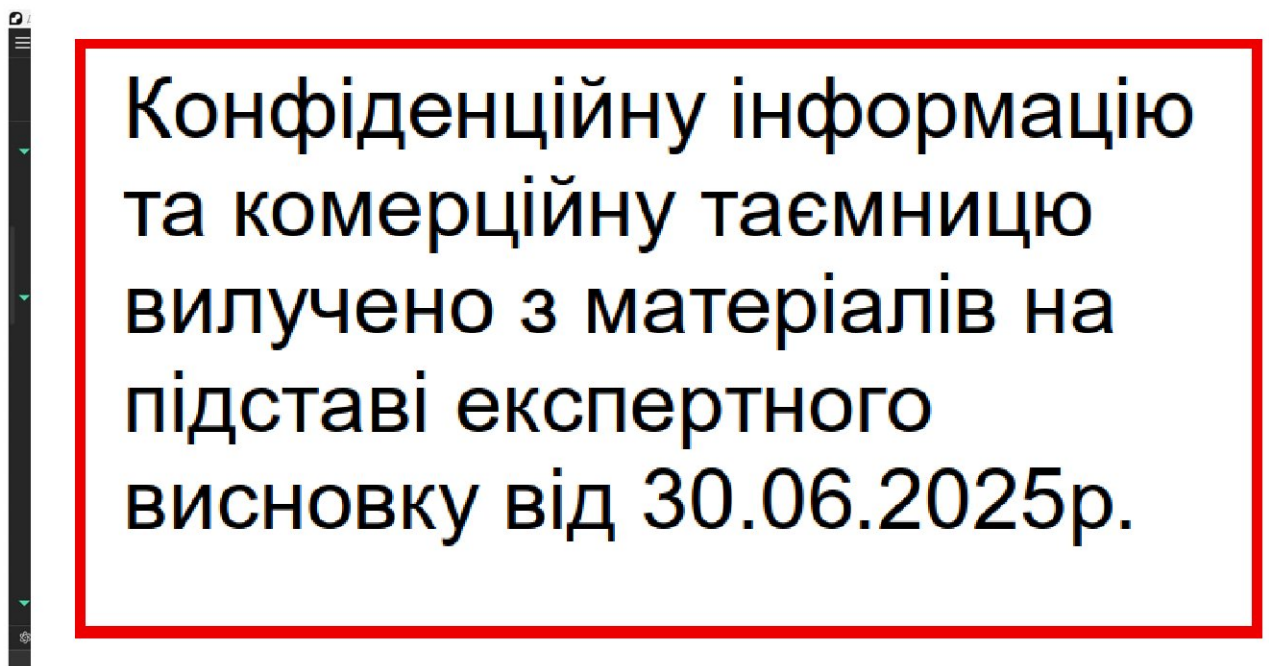 Конфіденційну інформацію
та комерційну таємницю
вилучено з матеріалів на
підставі експертного
висновку від 30.06.2025р.